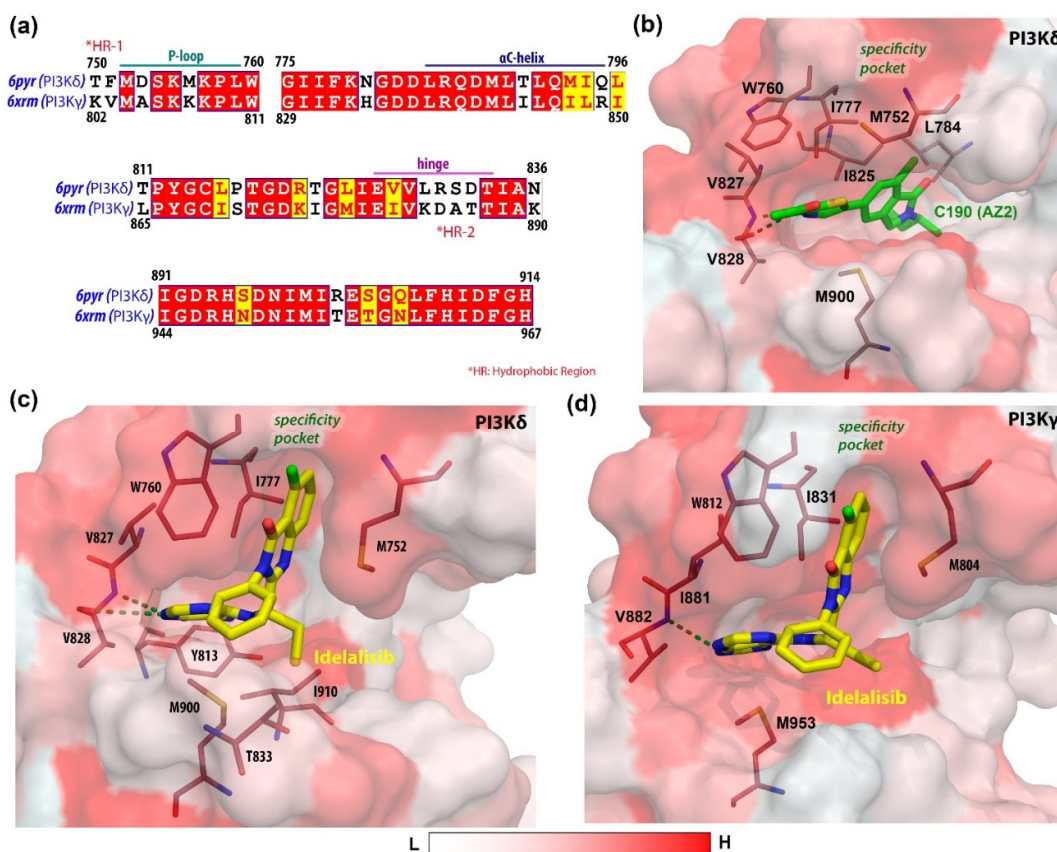 (a)
*HR-1 P-loop αC-helix
750 760 775 796
6pyr (PI3Kδ) TFMDSKMKPLW GIIFKNGDDLRQDMLTLQMIQL
6xrm (PI3Kγ) KVMASKKKPLW GIIFKHGDDLRQDMLILQILRI
802 811 829 850
hinge
811 836
6pyr (PI3Kδ) TPYGCLPTGDRTGLIEVVLRSDTIAN
6xrm (PI3Kγ) LPYGCISTGDKIGMIEIVKDATTIAK
865 *HR-2 890
891 914
6pyr (PI3Kδ) IGDRHSDNIMIRESGQLFHIDFGH
6xrm (PI3Kγ) IGDRHNDNIMITETGNLFHIDFGH
944 967
*HR: Hydrophobic Region
(b)
PI3Kδ
specificity
pocket
W760
I777
M752
L784
I825
V827
C190 (AZ2)
V828
M900
(c)
PI3Kδ
specificity
pocket
W760
I777
V827
M752
V828
Y813
Idelalisib
I910
M900
T833
(d)
PI3Kγ
specificity
pocket
W812
I831
M804
I881
V882
Idelalisib
M953
L H